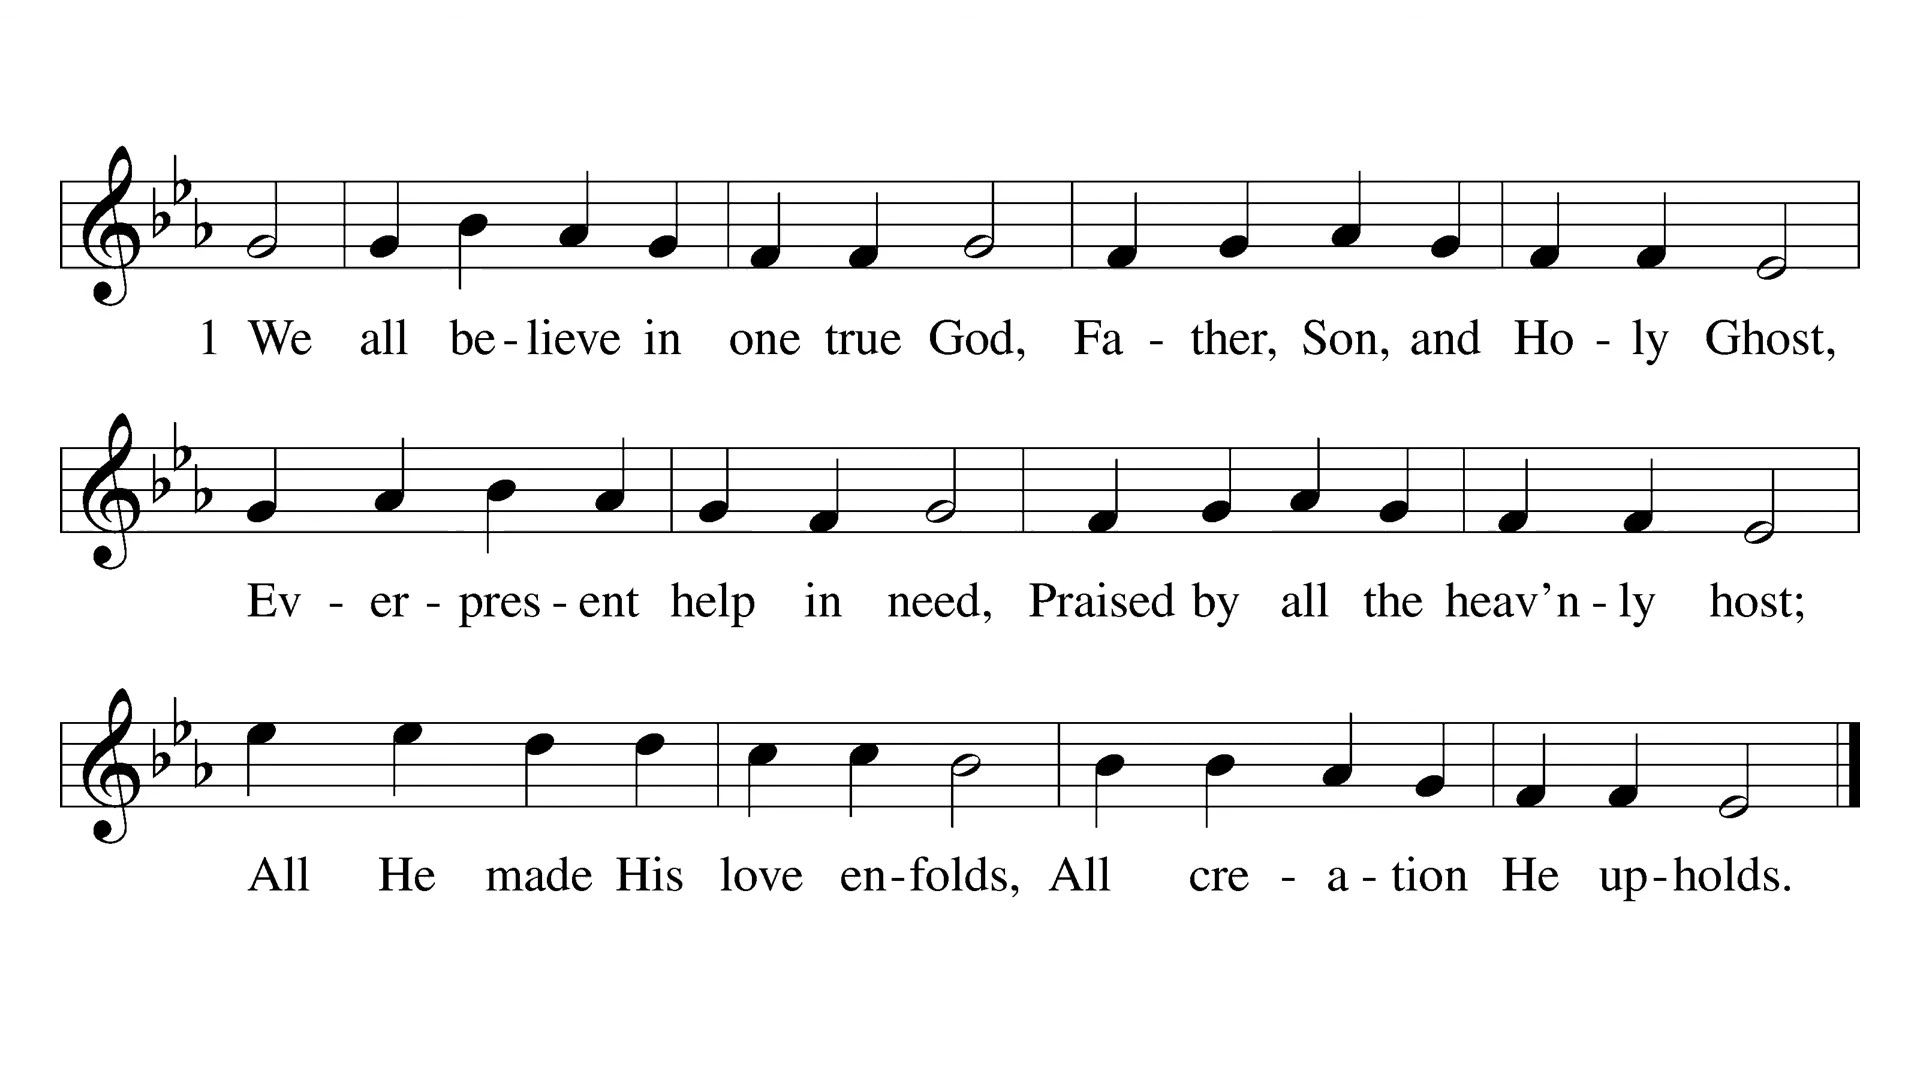 1 We all be-lieve in one true God, Fa - ther, Son, and Ho - ly Ghost,
Ev - er - pres - ent help in need, Praised by all the heav’n - ly host;
All He made His love en-folds, All cre - a - tion He up-holds.